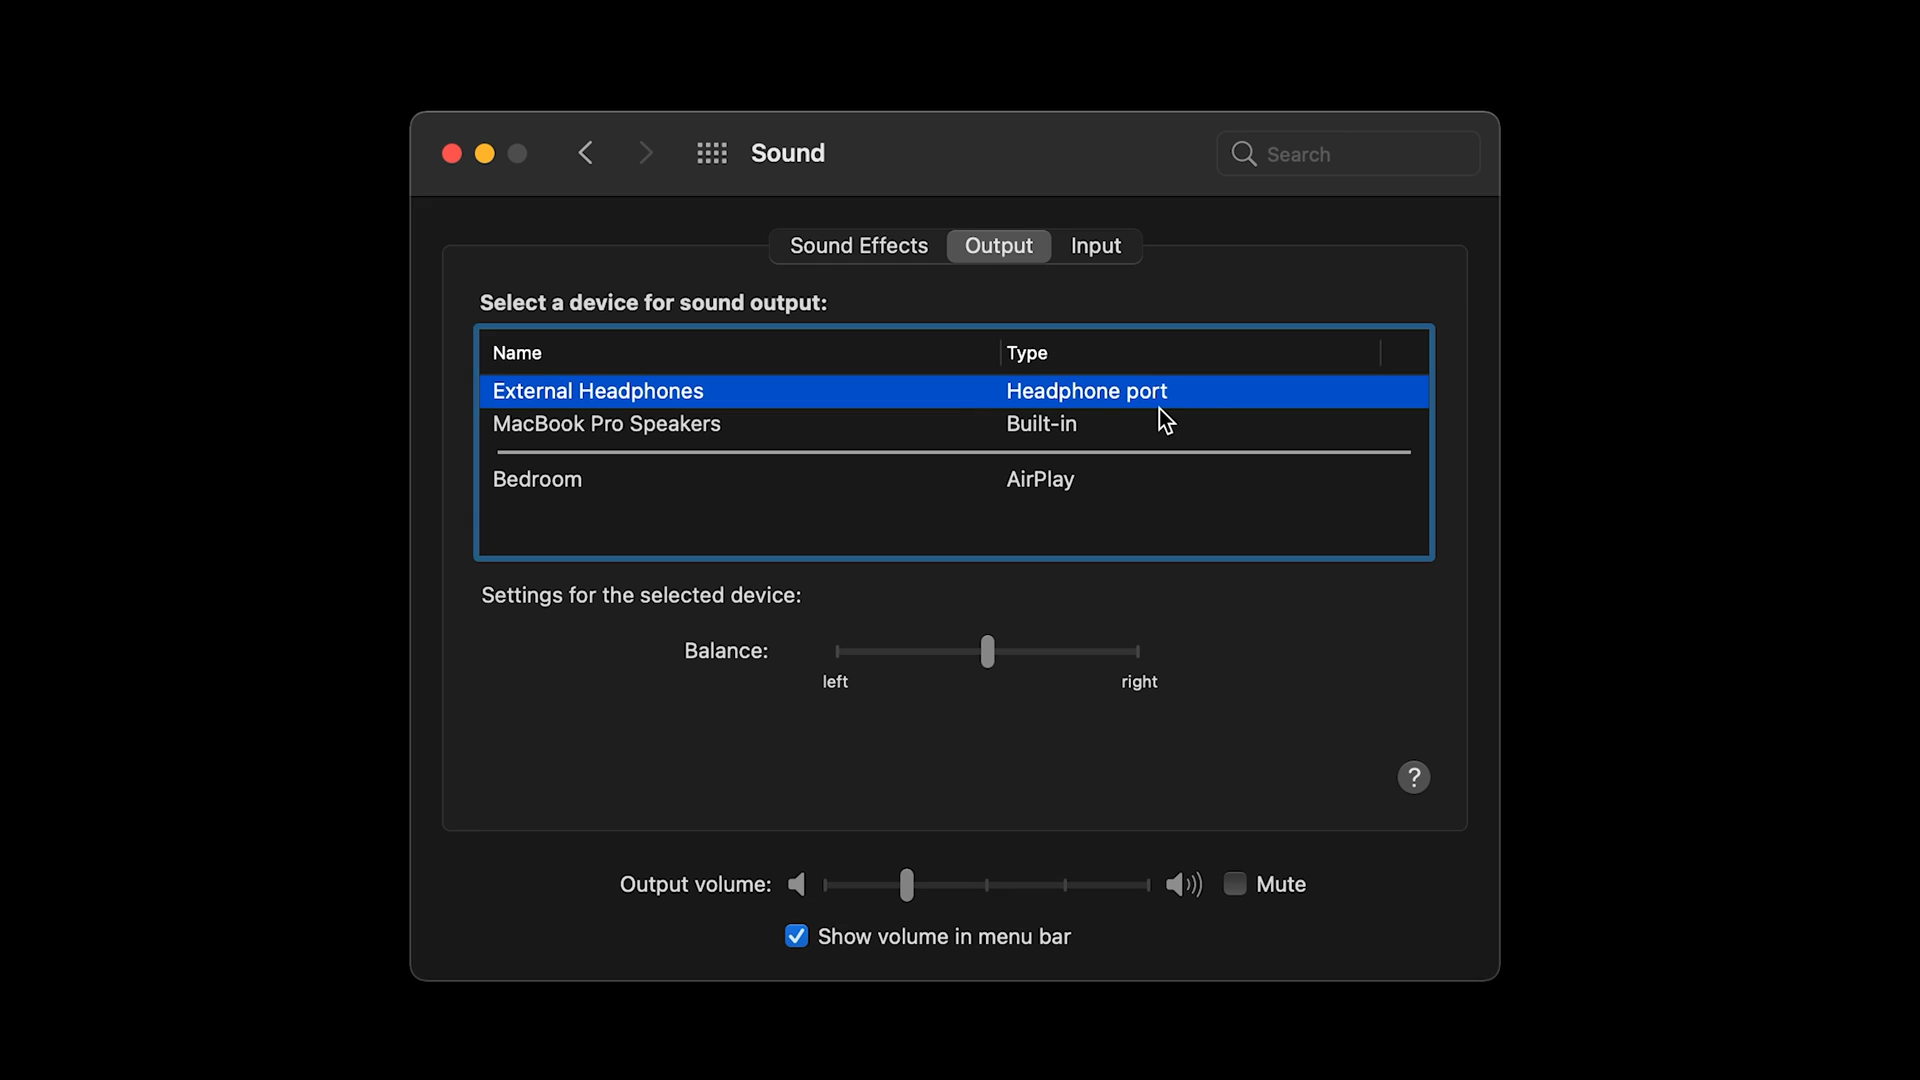 Sound
Search
Sound Effects Output Input
Select a device for sound output:
Name Type
External Headphones Headphone port
MacBook Pro Speakers Built-in
Bedroom AirPlay
Settings for the selected device:
Balance:
left right
?
Output volume: Mute
Show volume in menu bar